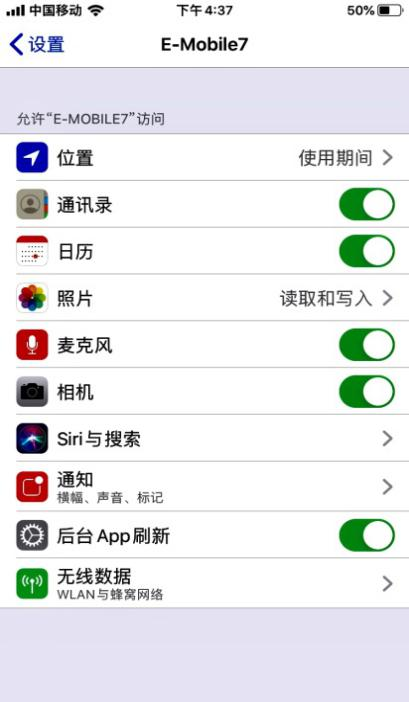 中国移动 下午4:37 50%
设置 E-Mobile7
允许“E-MOBILE7”访问
位置 使用期间
通讯录
日历
照片 读取和写入
麦克风
相机
Siri与搜索
通知
横幅、声音、标记
后台App刷新
无线数据
WLAN与蜂窝网络